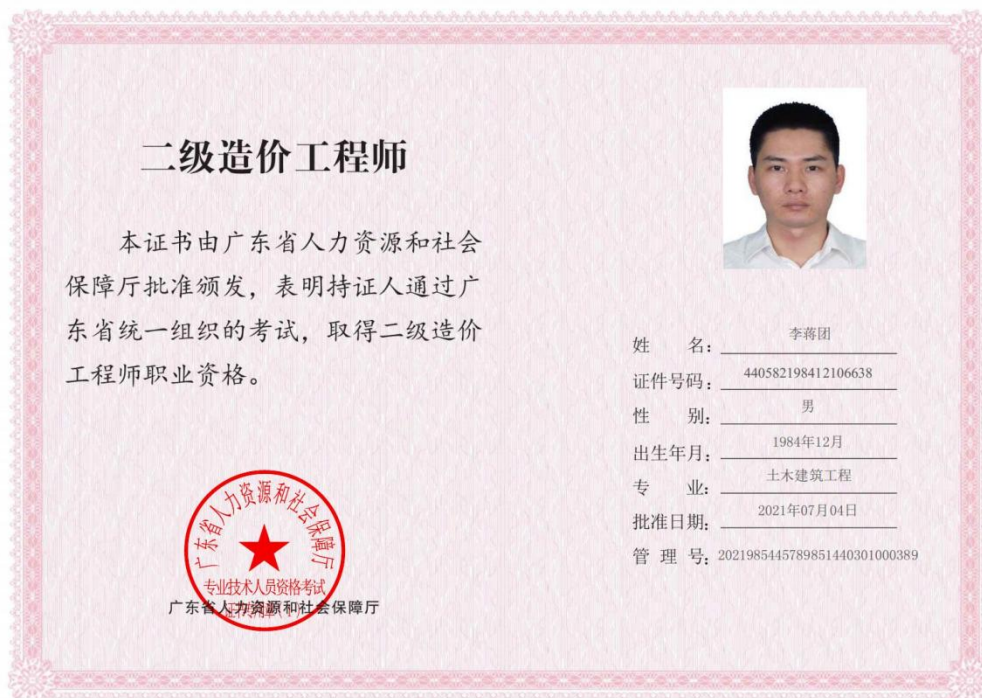 二级造价工程师
本证书由广东省人力资源和社会
保障厅批准颁发，表明持证人通过广
东省统一组织的考试，取得二级造价
工程师职业资格。
姓 名：李蒋团
证件号码：440582198412106638
性 别：男
出生年月：1984年12月
专 业：土木建筑工程
批准日期：2021年07月04日
管 理 号：2021985445789851440301000389
广东省人力资源和社会保障厅
专业技术人员资格考试
广东省人力资源和社会保障厅